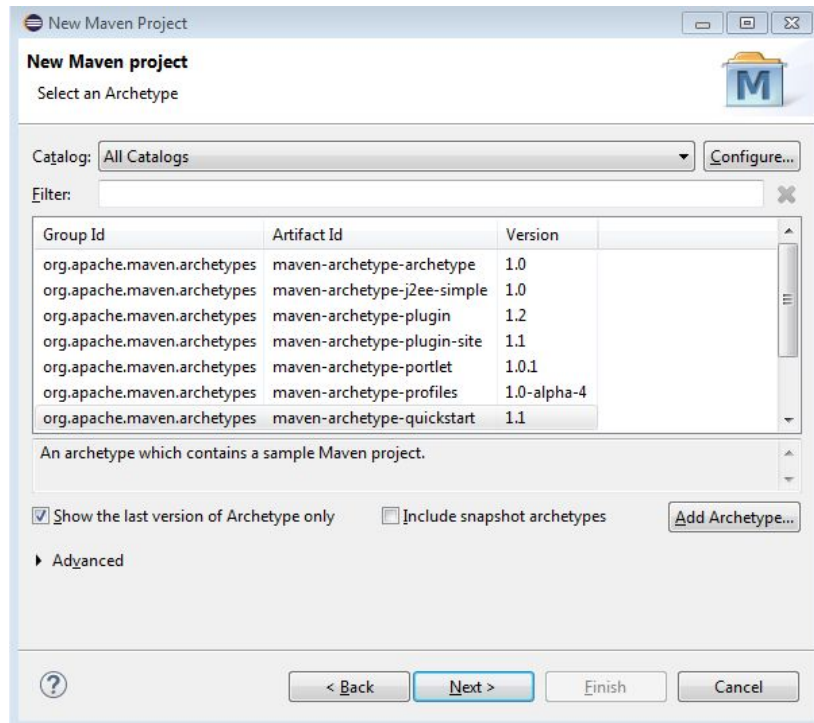 New Maven Project
New Maven project
Select an Archetype
M
Catalog: All Catalogs Configure...
Filter:
Group Id Artifact Id Version
org.apache.maven.archetypes maven-archetype-archetype 1.0
org.apache.maven.archetypes maven-archetype-j2ee-simple 1.0
org.apache.maven.archetypes maven-archetype-plugin 1.2
org.apache.maven.archetypes maven-archetype-plugin-site 1.1
org.apache.maven.archetypes maven-archetype-portlet 1.0.1
org.apache.maven.archetypes maven-archetype-profiles 1.0-alpha-4
org.apache.maven.archetypes maven-archetype-quickstart 1.1
An archetype which contains a sample Maven project.
Show the last version of Archetype only Include snapshot archetypes Add Archetype...
Advanced
? < Back Next > Finish Cancel